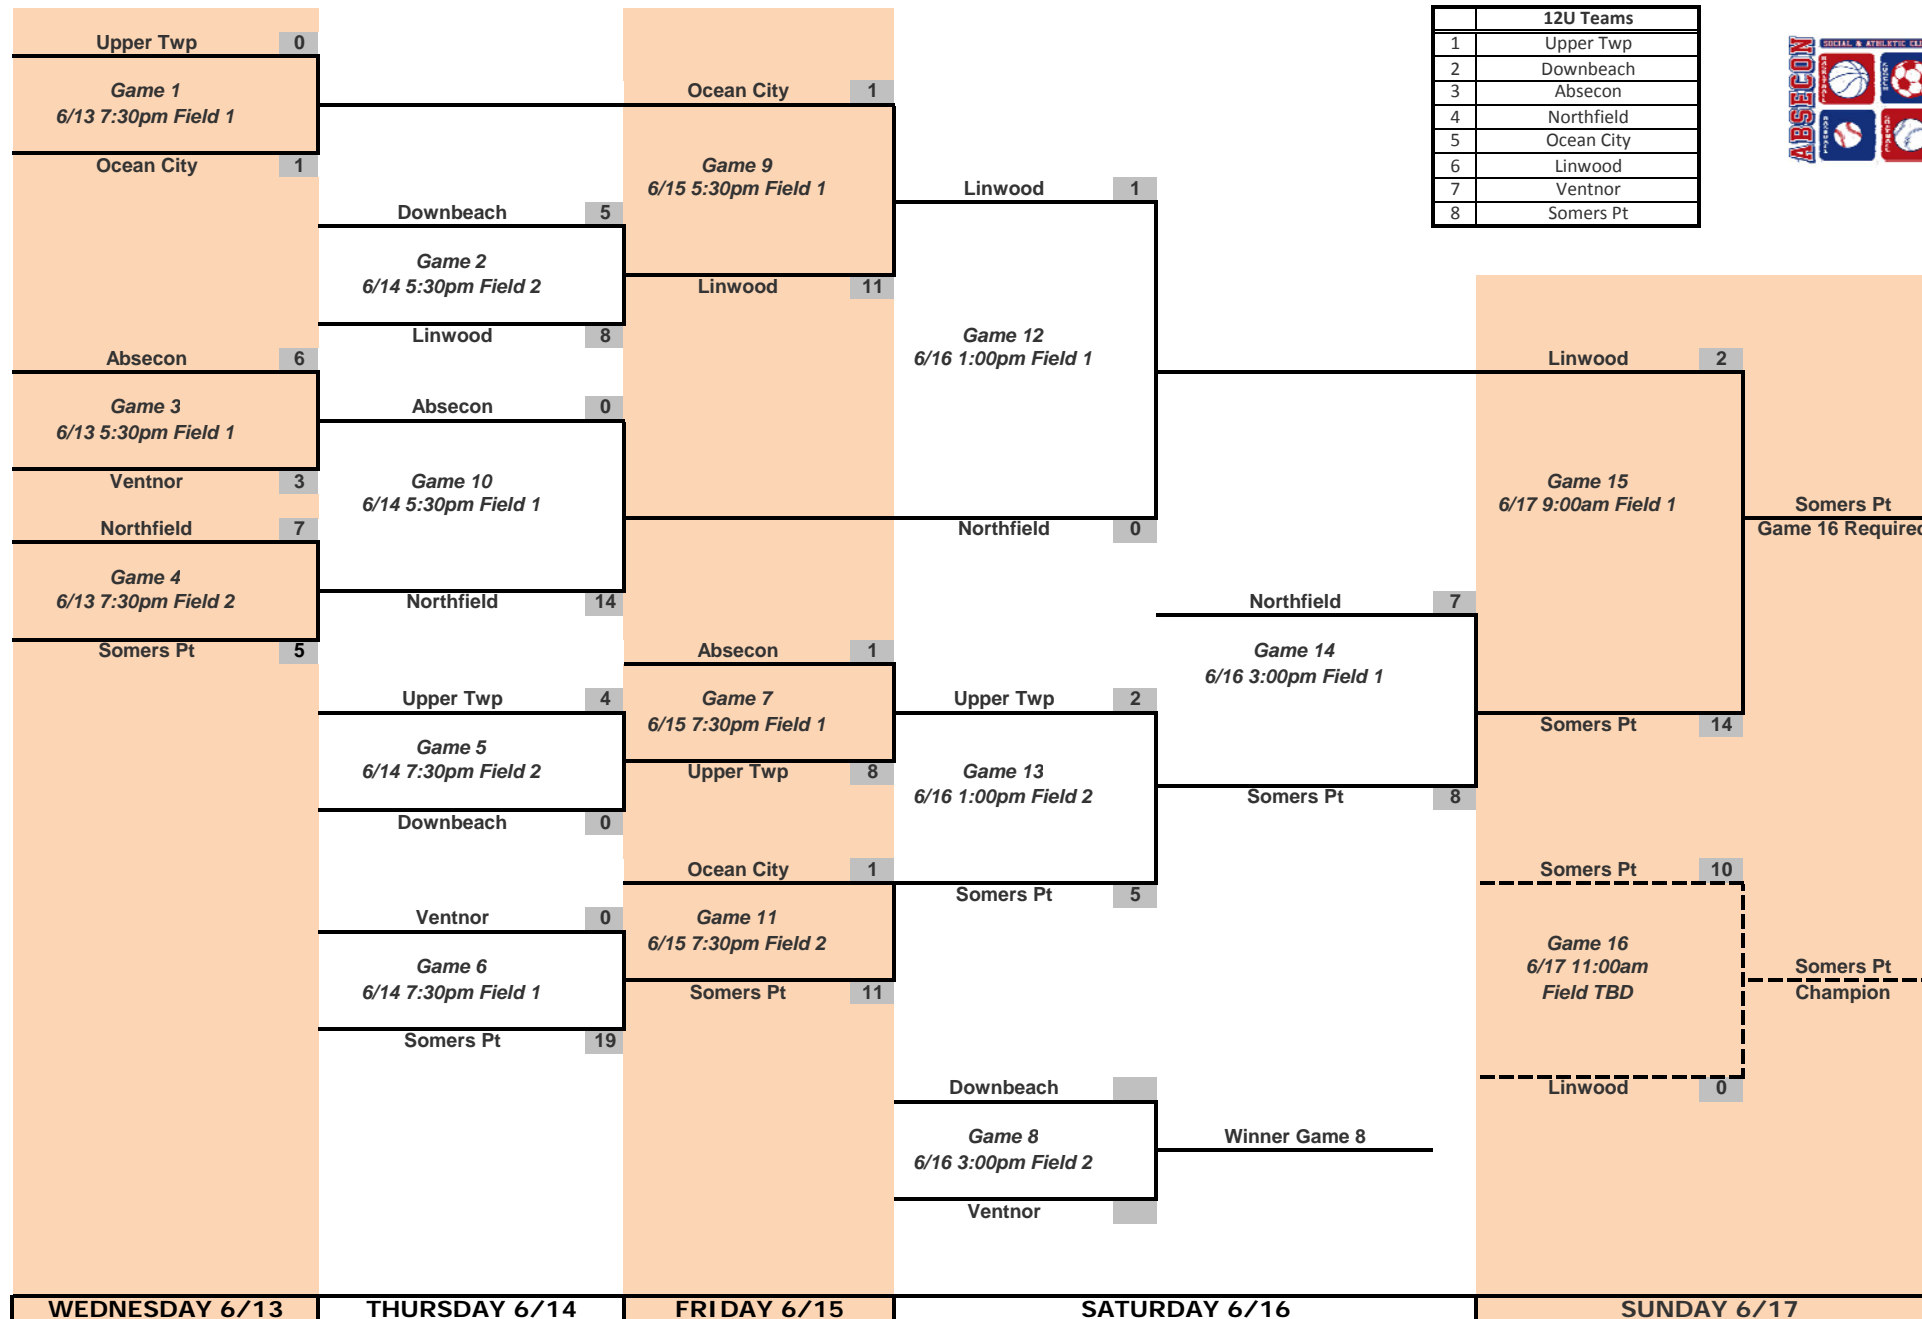 12U Teams
1 Upper Twp
2 Downbeach
3 Absecon
4 Northfield
5 Ocean City
6 Linwood
7 Ventnor
8 Somers Pt
ABSECON
SOCIAL & ATHLETIC
Upper Twp 0
Game 1
6/13 7:30pm Field 1
Ocean City 1
Absecon 6
Game 3
6/13 5:30pm Field 1
Ventnor 3
Northfield 7
Game 4
6/13 7:30pm Field 2
Somers Pt 5
Downbeach 5
Game 2
6/14 5:30pm Field 2
Linwood 8
Absecon 0
Game 10
6/14 5:30pm Field 1
Northfield 14
Upper Twp 4
Game 5
6/14 7:30pm Field 2
Downbeach 0
Ventnor 0
Game 6
6/14 7:30pm Field 1
Somers Pt 19
Ocean City 1
Game 9
6/15 5:30pm Field 1
Linwood 11
Absecon 1
Game 7
6/15 7:30pm Field 1
Upper Twp 8
Ocean City 1
Game 11
6/15 7:30pm Field 2
Somers Pt 11
Linwood 1
Game 12
6/16 1:00pm Field 1
Northfield 0
Upper Twp 2
Game 13
6/16 1:00pm Field 2
Somers Pt 5
Downbeach
Game 8
6/16 3:00pm Field 2
Ventnor
Northfield 7
Game 14
6/16 3:00pm Field 1
Somers Pt 8
Winner Game 8
Linwood 2
Game 15
6/17 9:00am Field 1
Somers Pt 14
Somers Pt
Game 16 Required
Somers Pt 10
Game 16
6/17 11:00am
Field TBD
Linwood 0
Somers Pt
Champion
WEDNESDAY 6/13
THURSDAY 6/14
FRIDAY 6/15
SATURDAY 6/16
SUNDAY 6/17